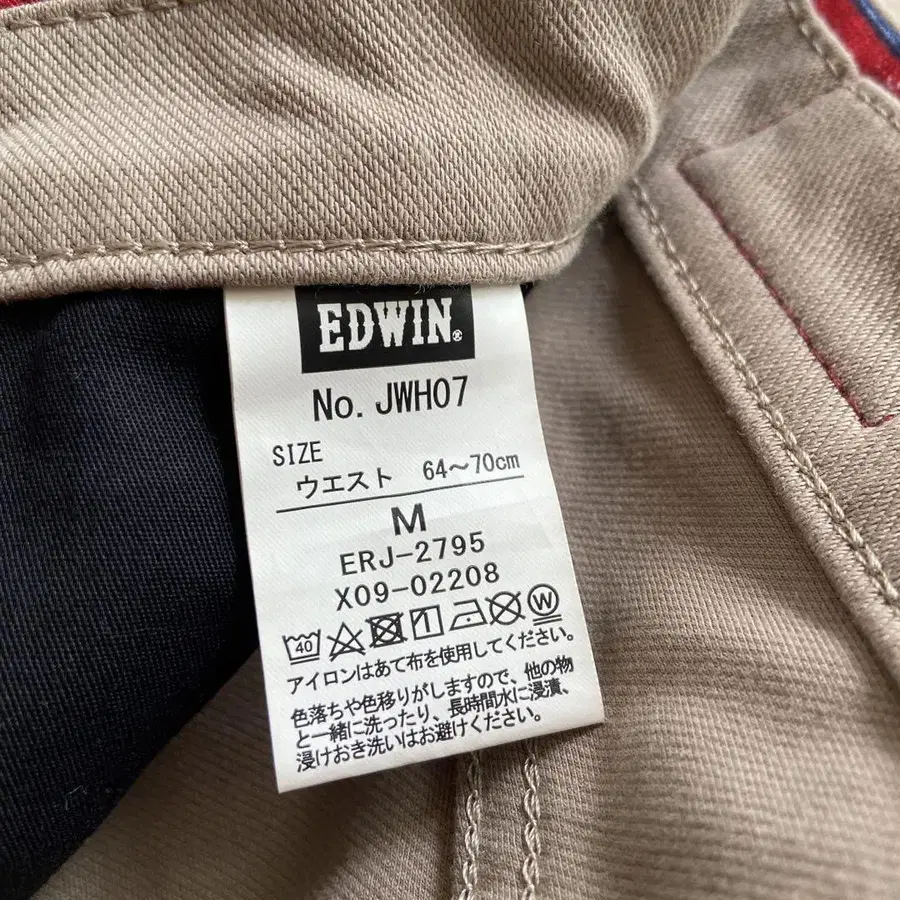 EDWIN®
No. JWH07
SIZE
ウエスト 64〜70cm
M
ERJ-2795
X09-02208
40 W
アイロンはあて布を使用してください。
色落ちや色移りがしますので、他の物
と一緒に洗ったり、長時間水に浸漬、
浸けおき洗いはお避けください。